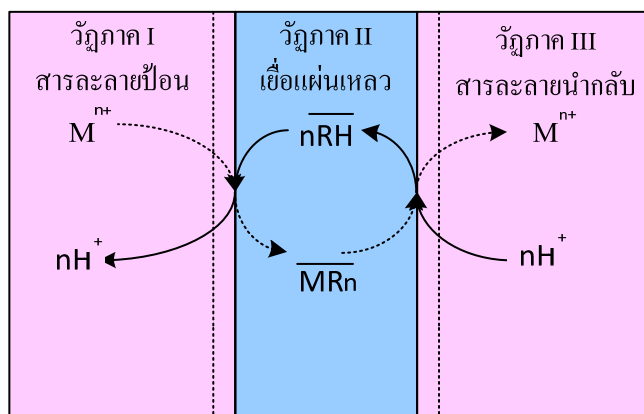 วัฏภาค I
สารละลายป้อน
วัฏภาค II
เยื่อแผ่นเหลว
วัฏภาค III
สารละลายนำกลับ
Mⁿ⁺
nRH
Mⁿ⁺
nH⁺
MRn
nH⁺